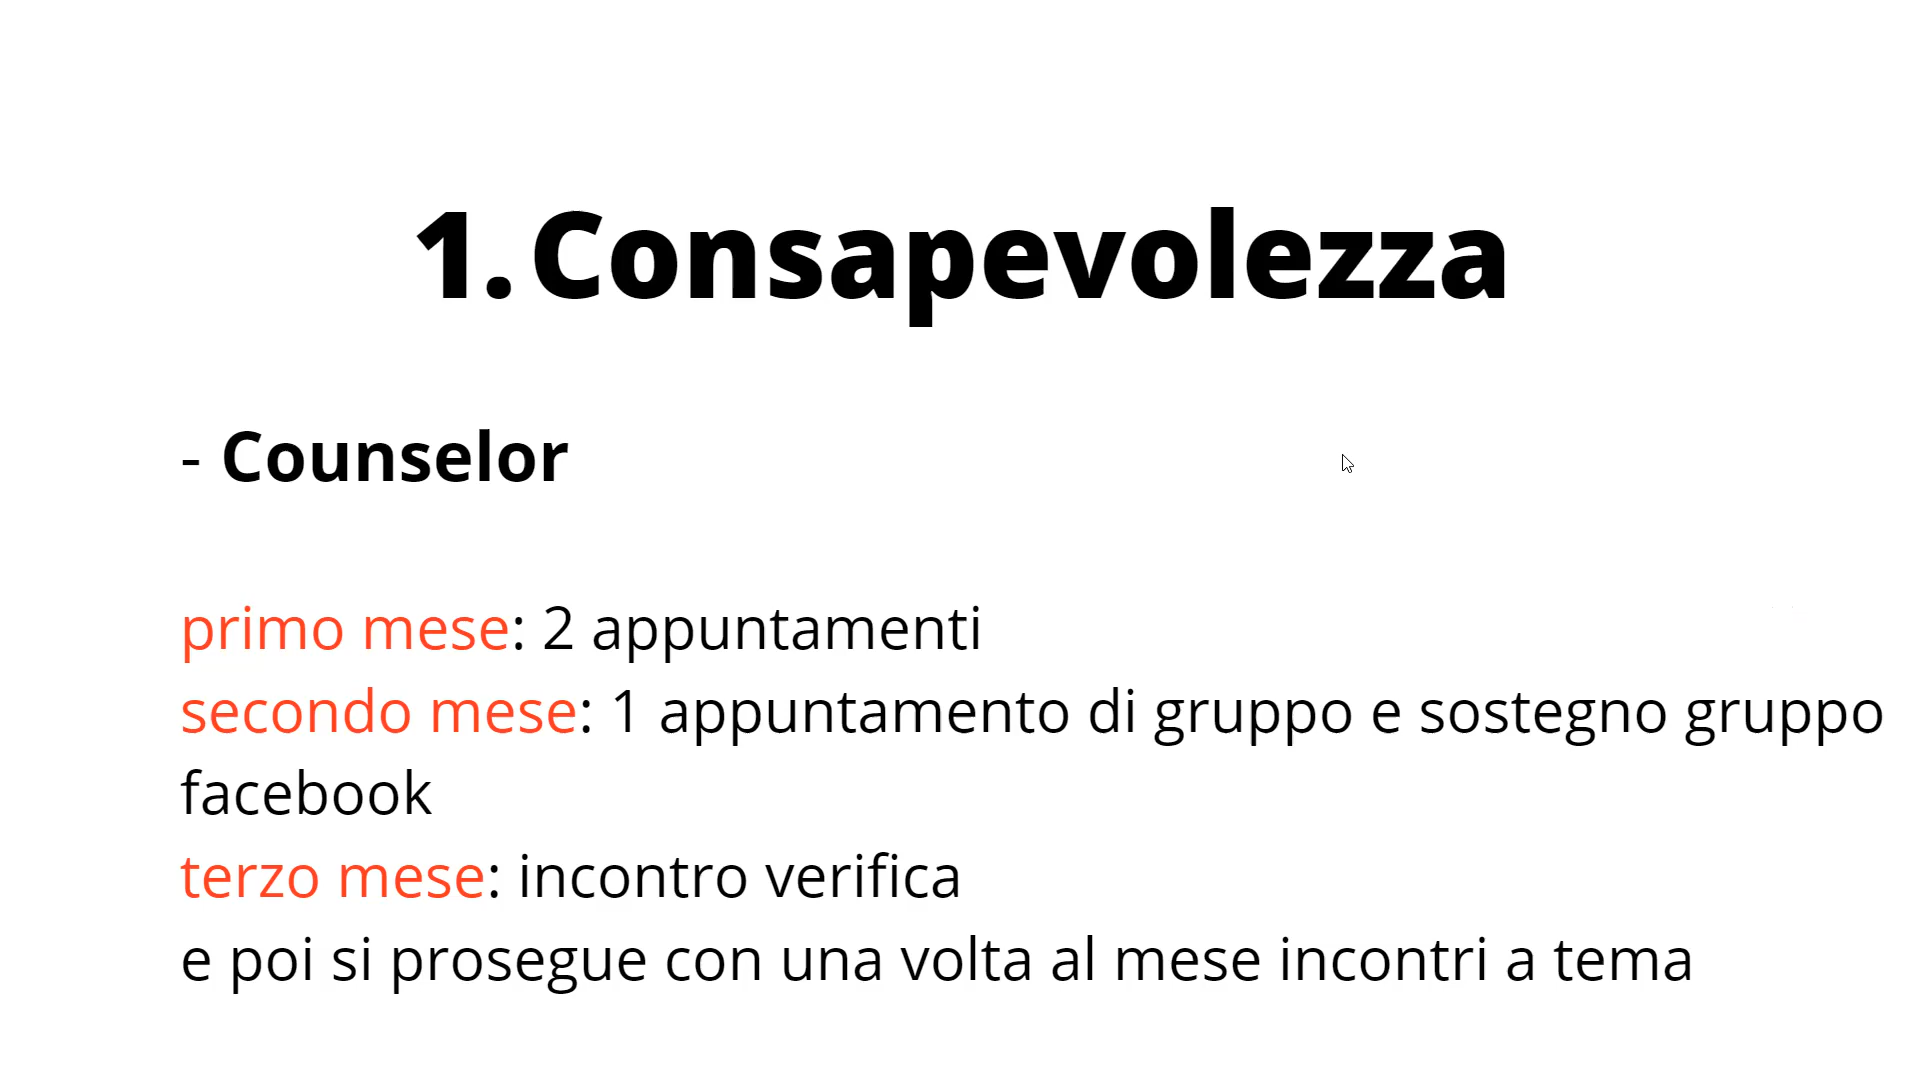 1. Consapevolezza
- Counselor
primo mese: 2 appuntamenti
secondo mese: 1 appuntamento di gruppo e sostegno gruppo
facebook
terzo mese: incontro verifica
e poi si prosegue con una volta al mese incontri a tema